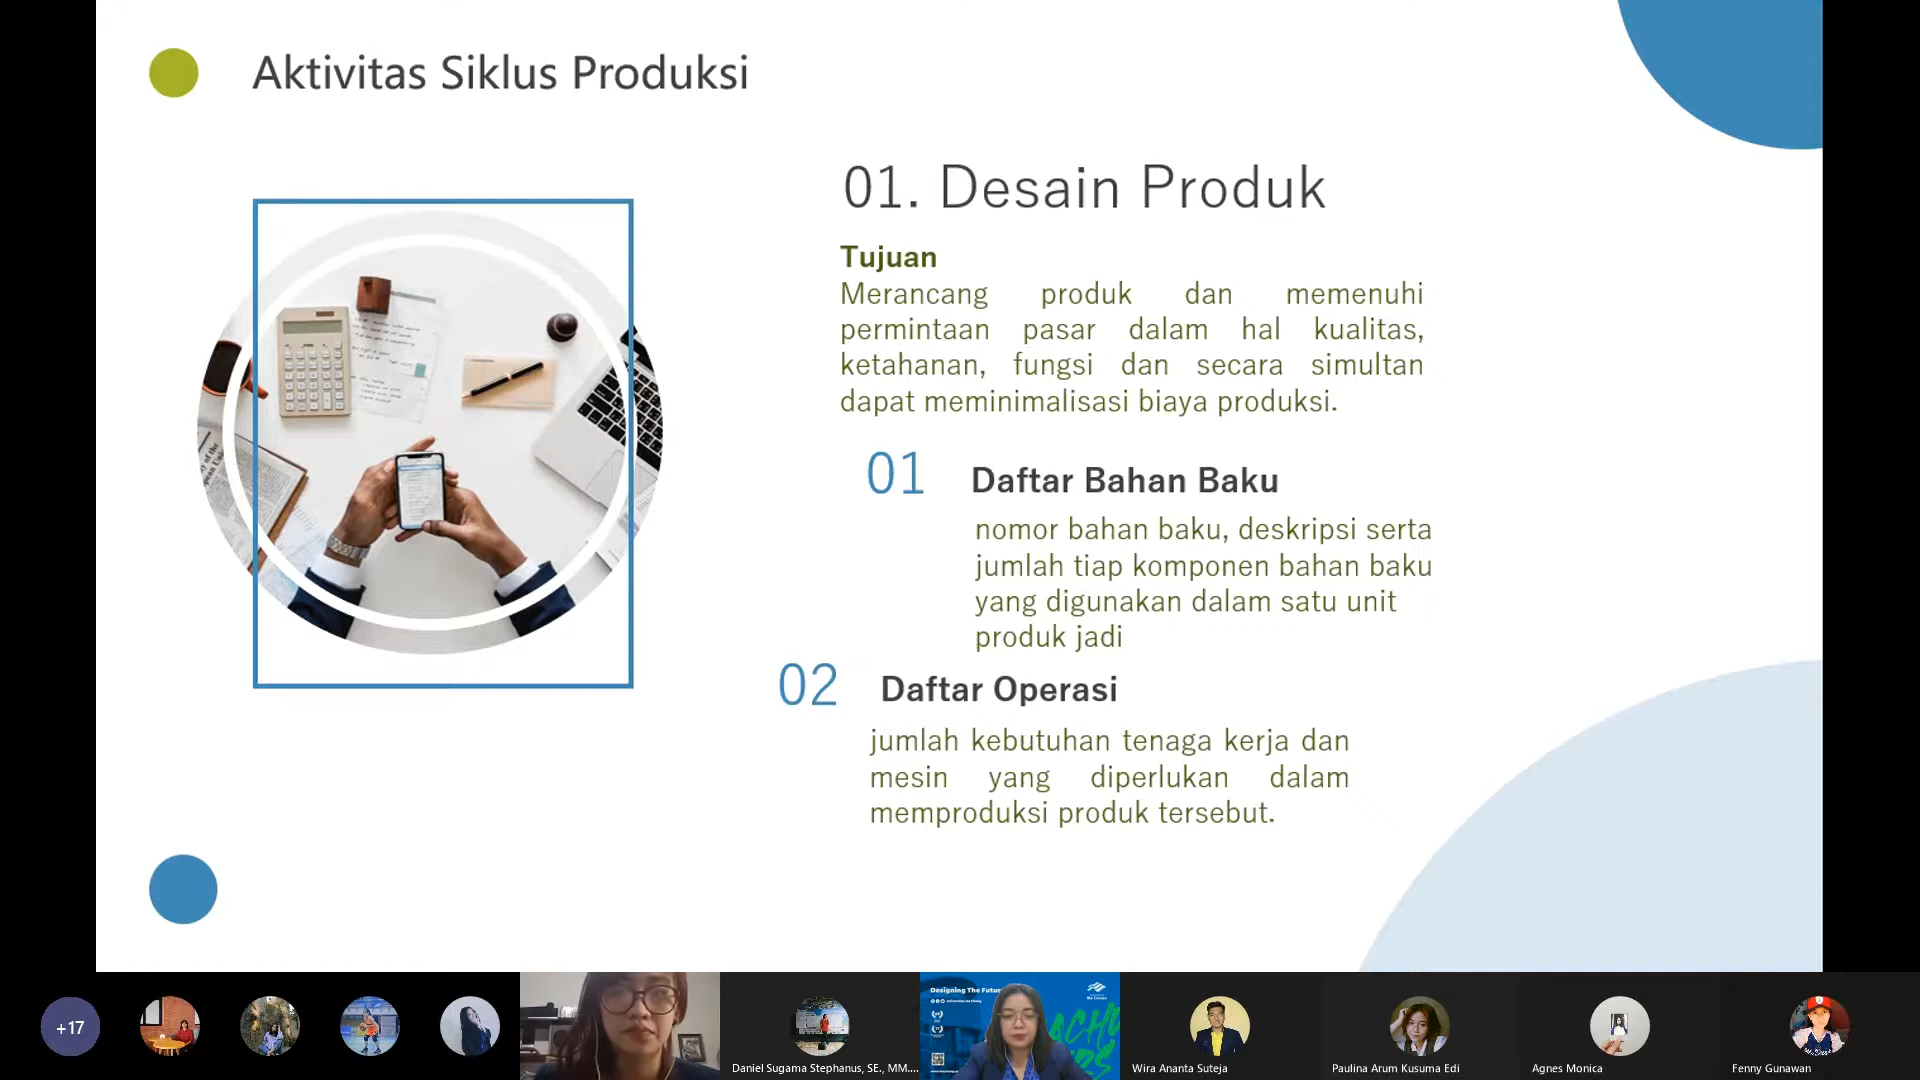 Aktivitas Siklus Produksi
01. Desain Produk
Tujuan
Merancang produk dan memenuhi
permintaan pasar dalam hal kualitas,
ketahanan, fungsi dan secara simultan
dapat meminimalisasi biaya produksi.
01 Daftar Bahan Baku
nomor bahan baku, deskripsi serta
jumlah tiap komponen bahan baku
yang digunakan dalam satu unit
produk jadi
02 Daftar Operasi
jumlah kebutuhan tenaga kerja dan
mesin yang diperlukan dalam
memproduksi produk tersebut.
+17
Daniel Sugama Stephanus, SE., MM....
Designing The Futur
Wira Ananta Suteja
Paulina Arum Kusuma Edi
Agnes Monica
Fenny Gunawan